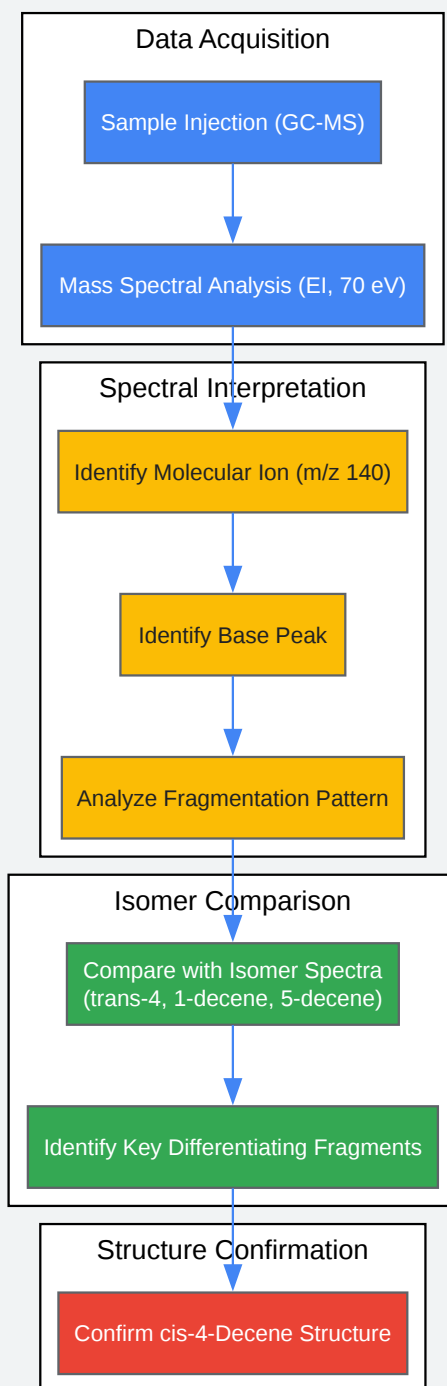 Data Acquisition
Sample Injection (GC-MS)
Mass Spectral Analysis (EI, 70 eV)
Spectral Interpretation
Identify Molecular Ion (m/z 140)
Identify Base Peak
Analyze Fragmentation Pattern
Isomer Comparison
Compare with Isomer Spectra
(trans-4, 1-decene, 5-decene)
Identify Key Differentiating Fragments
Structure Confirmation
Confirm cis-4-Decene Structure